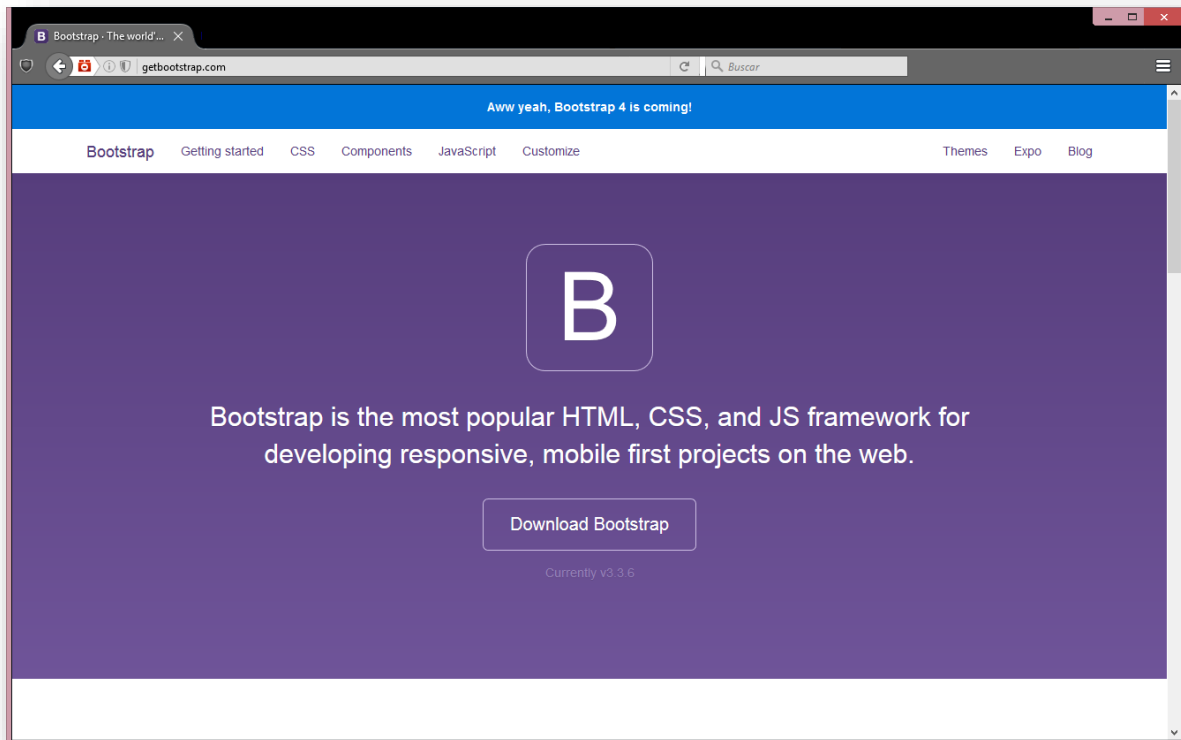 B Bootstrap · The world'...
getbootstrap.com
Buscar
Aww yeah, Bootstrap 4 is coming!
Bootstrap Getting started CSS Components JavaScript Customize Themes Expo Blog
B
Bootstrap is the most popular HTML, CSS, and JS framework for
developing responsive, mobile first projects on the web.
Download Bootstrap
Currently v3.3.6